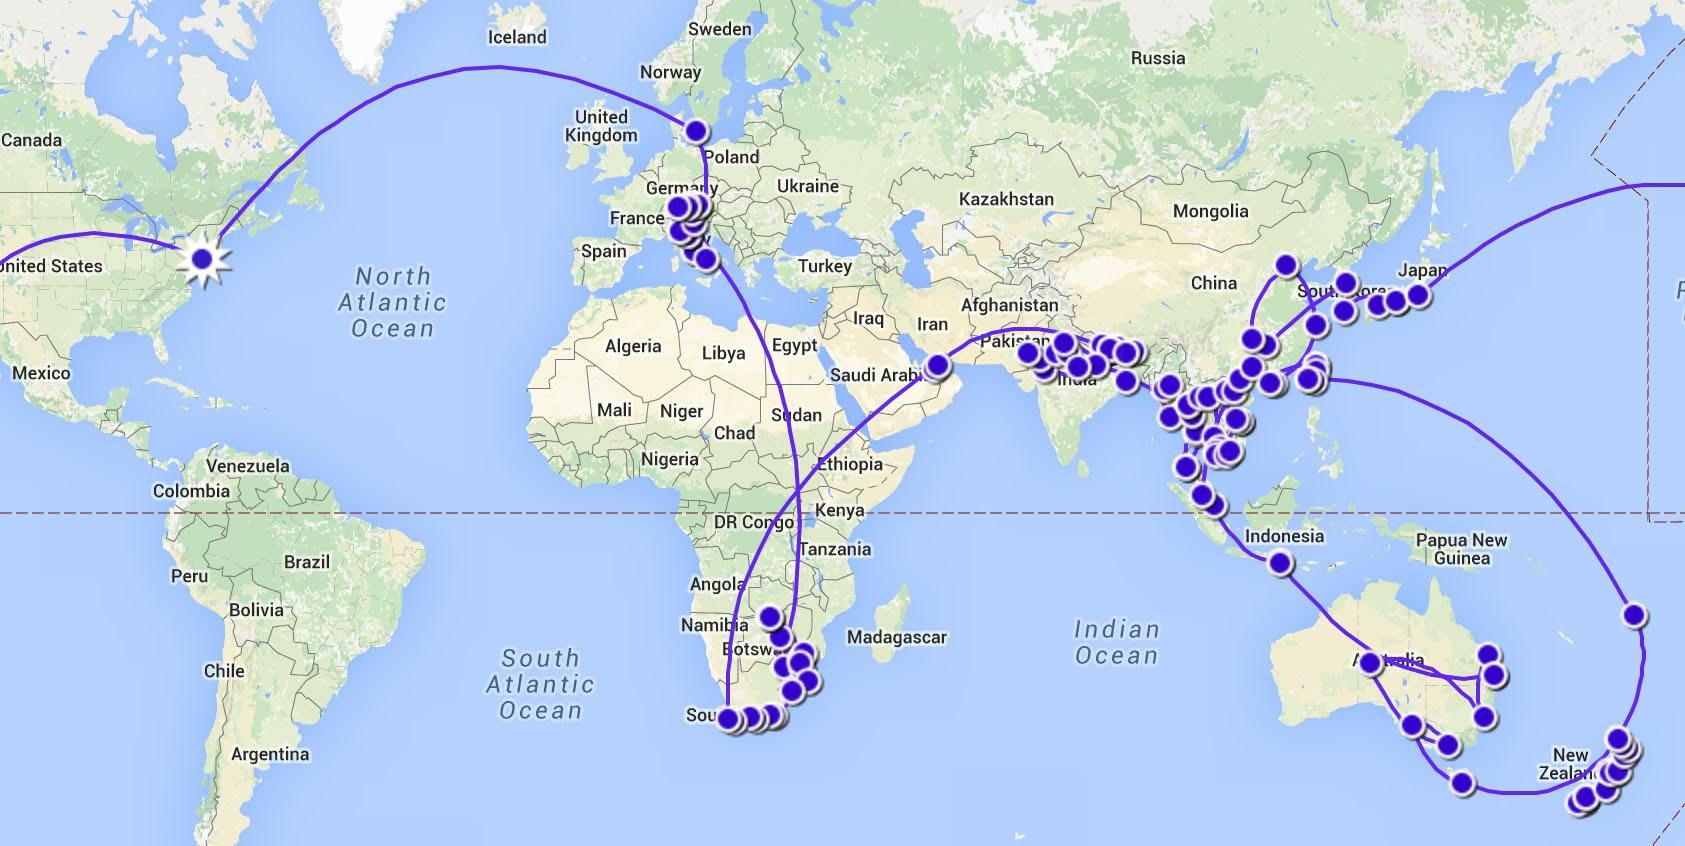 Iceland
Sweden
Norway
Russia
Canada
United
Kingdom
Poland
Germany
Ukraine
France
Kazakhstan
Mongolia
Spain
Turkey
United States
North
Atlantic
Ocean
China
Japan
South Korea
Afghanistan
Iraq
Iran
Pakistan
Algeria
Libya
Egypt
Saudi Arabi
India
Mexico
Mali
Niger
Sudan
Chad
Nigeria
Ethiopia
Venezuela
Colombia
Kenya
DR Congo
Tanzania
Indonesia
Papua New
Guinea
Brazil
Peru
Angola
Bolivia
Namibia
Botswa
Madagascar
Indian
Ocean
Australia
Chile
South
Atlantic
Ocean
Sou
Argentina
New
Zealan